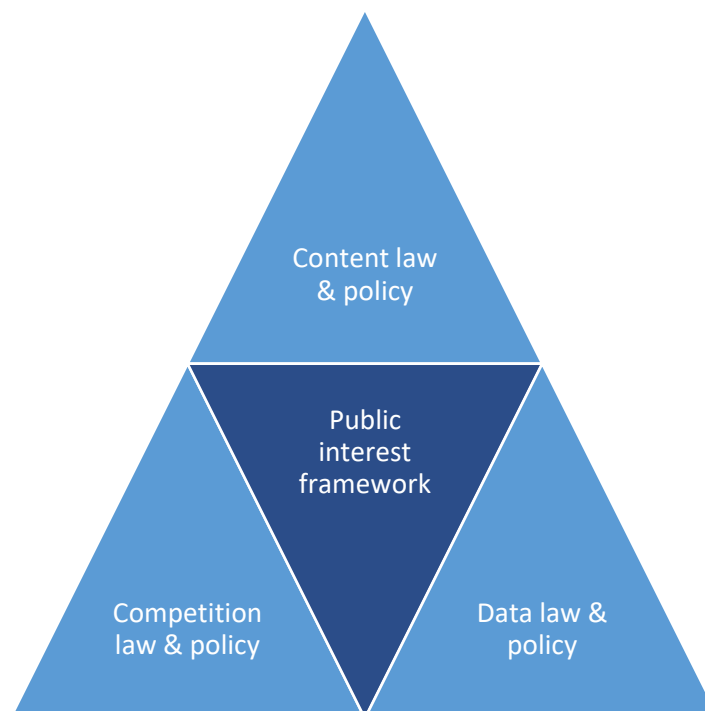 Content law
& policy
Public
interest
framework
Competition
law & policy
Data law &
policy